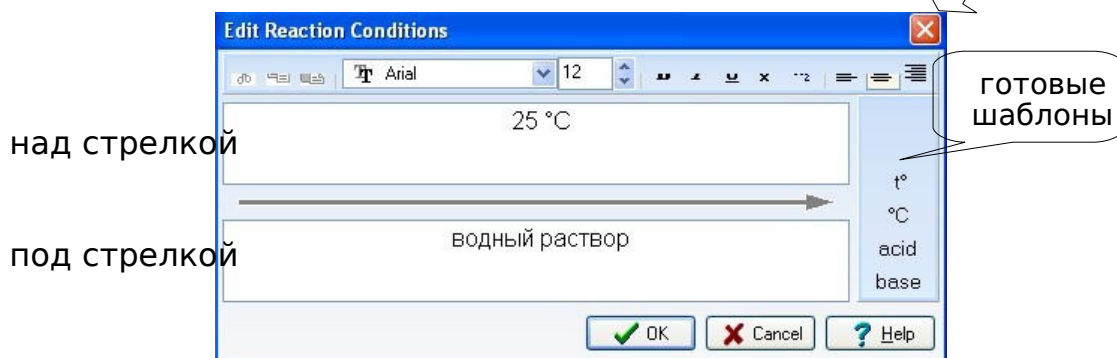 Edit Reaction Conditions
Arial 12
готовые
шаблоны
25 °C
над стрелкой
t°
°C
водный раствор
под стрелкой
acid
base
OK Cancel Help